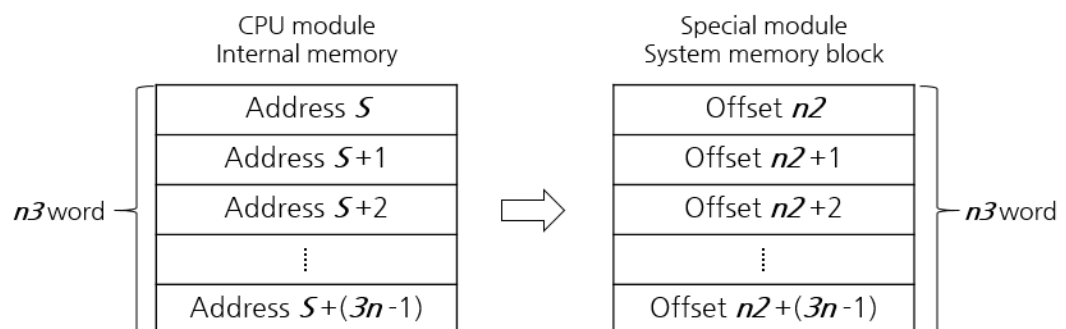 CPU module
Internal memory
Special module
System memory block
Address S
Offset n2
Address S+1
Offset n2+1
n3 word
Address S+2
Offset n2+2
n3 word
Address S+(3n-1)
Offset n2+(3n-1)